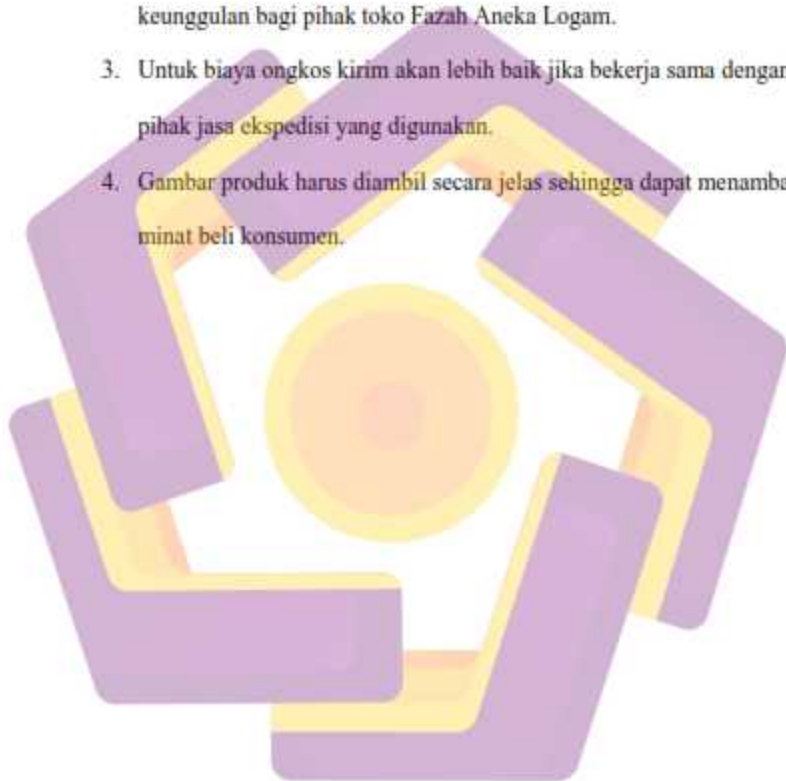 keunggulan bagi pihak toko Fazah Aneka Logam.
3. Untuk biaya ongkos kirim akan lebih baik jika bekerja sama dengan
pihak jasa ekspedisi yang digunakan.
4. Gambar produk harus diambil secara jelas sehingga dapat menamba
minat beli konsumen.